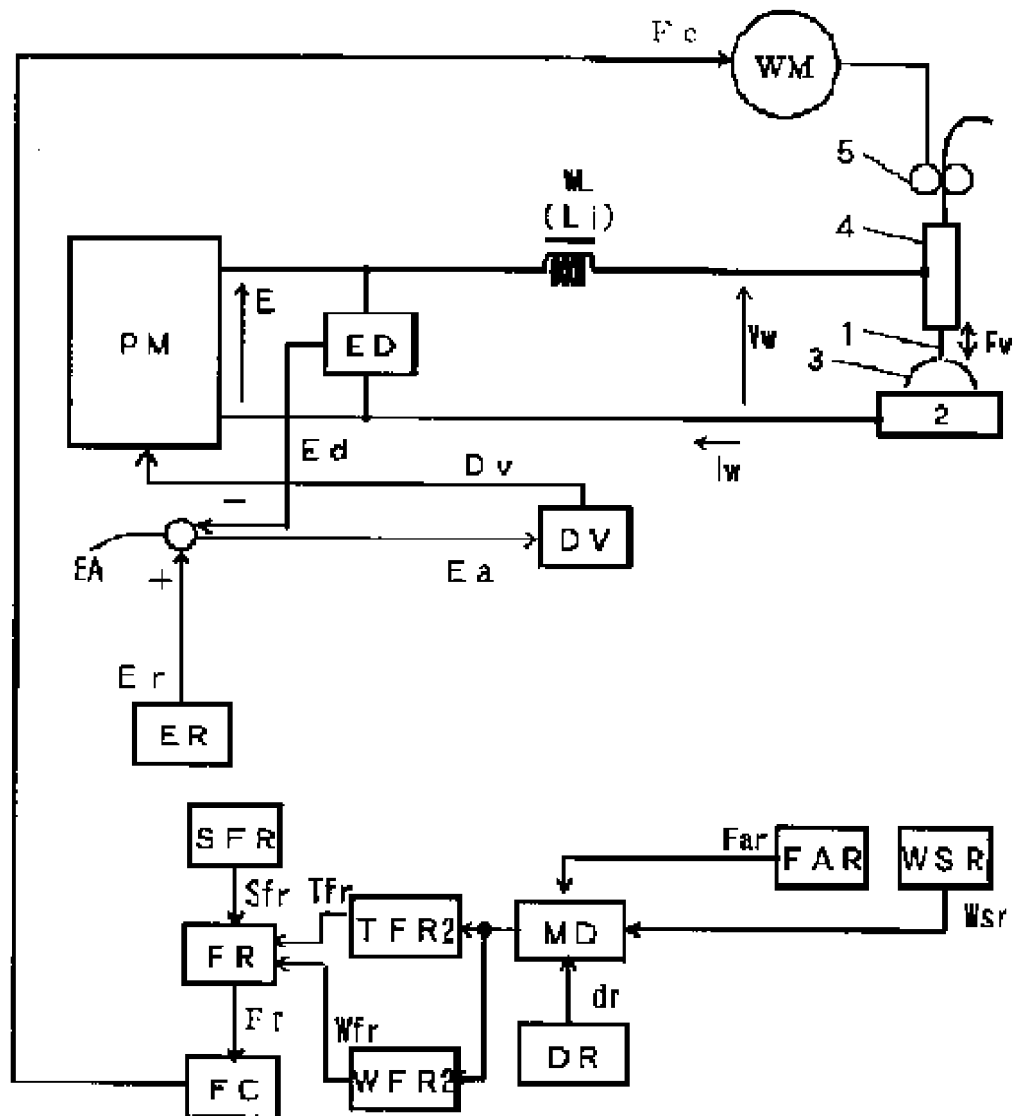 Fc
WM
5
WL
(Li)
4
E
PM
ED
Vw
1
Fw
3
2
Ed
Iw
Dv
−
EA
DV
Ea
+
Er
ER
SFR
Far
FAR
WSR
Sfr
Tfr
Wsr
TFR2
MD
FR
dr
Fr
Wfr
DR
WFR2
FC